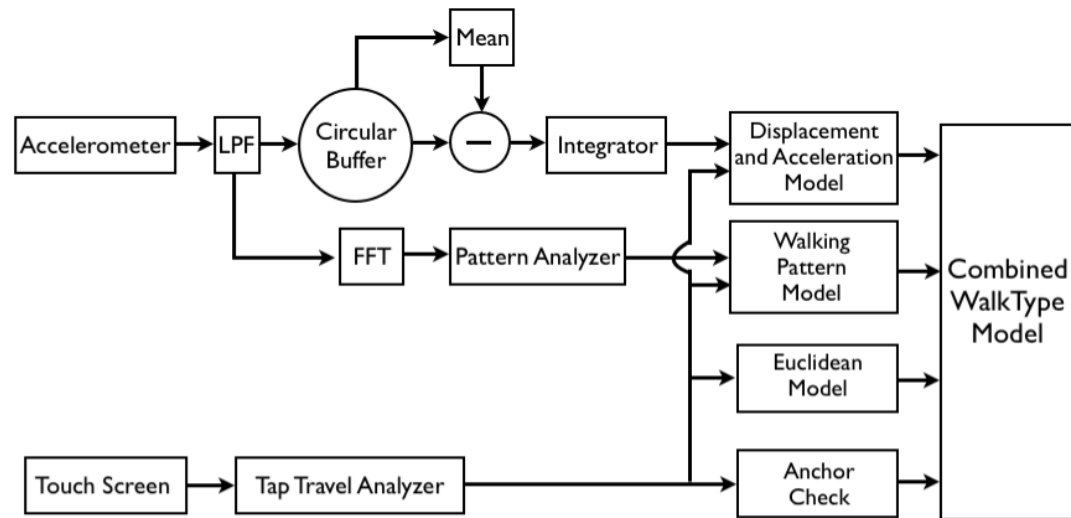 Mean
Accelerometer
LPF
Circular
Buffer
−
Integrator
Displacement
and Acceleration
Model
FFT
Pattern Analyzer
Walking
Pattern
Model
Combined
WalkType
Model
Euclidean
Model
Touch Screen
Tap Travel Analyzer
Anchor
Check